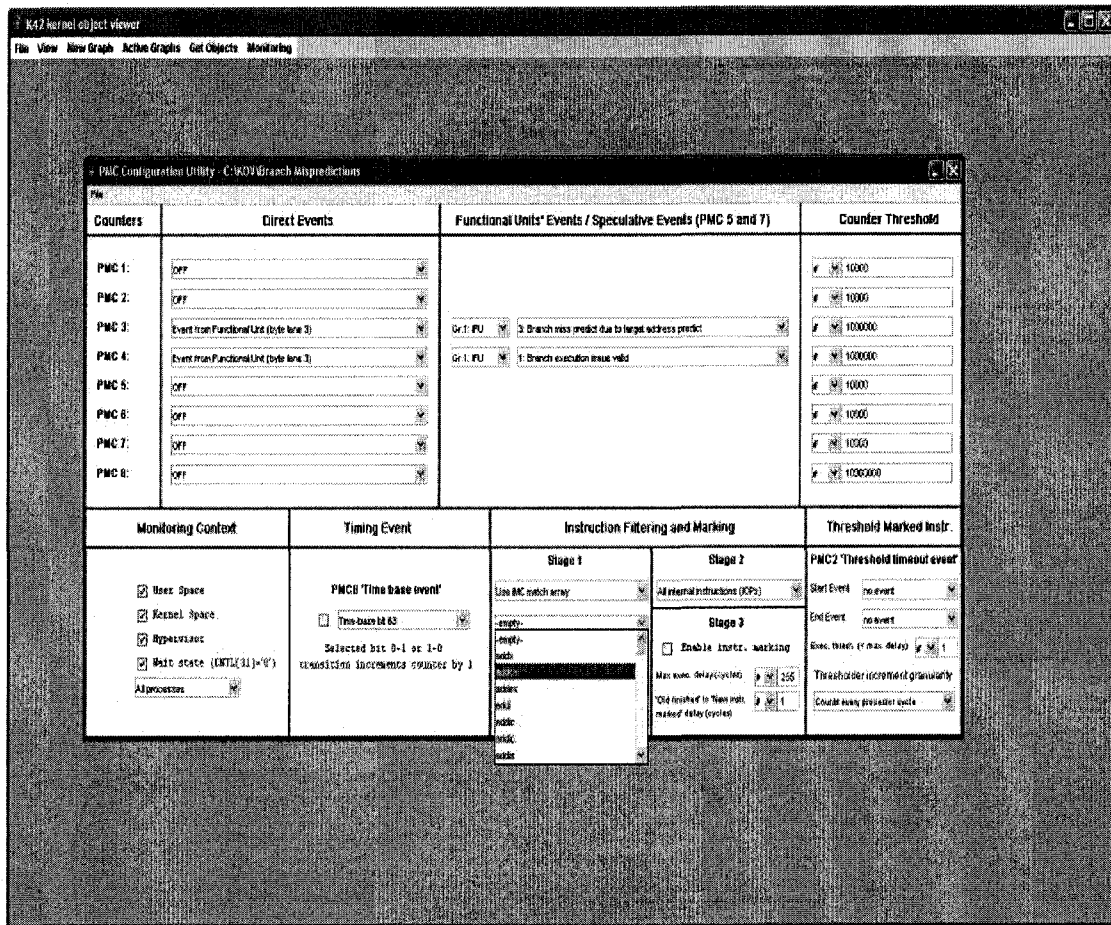 K42 kernel object viewer
File View New Graph Active Graphs Get Objects Monitoring
PMC Configuration Utility - C:\KOV\Branch Mispredictions
File
Counters Direct Events Functional Units' Events / Speculative Events (PMC 5 and 7) Counter Threshold
PMC 1: OFF # 10000
PMC 2: OFF # 10000
PMC 3: Event from Functional Unit (byte lane 3) Gr.1: IFU 3: Branch miss predict due to target address predict # 1000000
PMC 4: Event from Functional Unit (byte lane 3) Gr.1: IFU 1: Branch execution issue valid # 1000000
PMC 5: OFF # 10000
PMC 6: OFF # 10000
PMC 7: OFF # 10000
PMC 8: OFF # 10000000
Monitoring Context Timing Event Instruction Filtering and Marking Threshold Marked Instr.
Stage 1 Stage 2 PMC2 'Threshold timeout event'
User Space PMC8 'Time base event' Use IMC match array All internal instructions (IOPs) Start Event no event
Kernel Space Time-base bit 63 -empty- Stage 3 End Event no event
Hypervisor Selected bit 0-1 or 1-0 -empty- Enable instr. marking Exec. thresh. (< max. delay) # 1
Wait state (CNTL(31)='0') transition increments counter by 1 Max exec. delay (cycles) # 255 Thresholder increment granularity
All processes addex 'Old finished' to 'New instr. marked' delay (cycles) # 1 Counts every processor cycle
addi
addic
addic.
addis